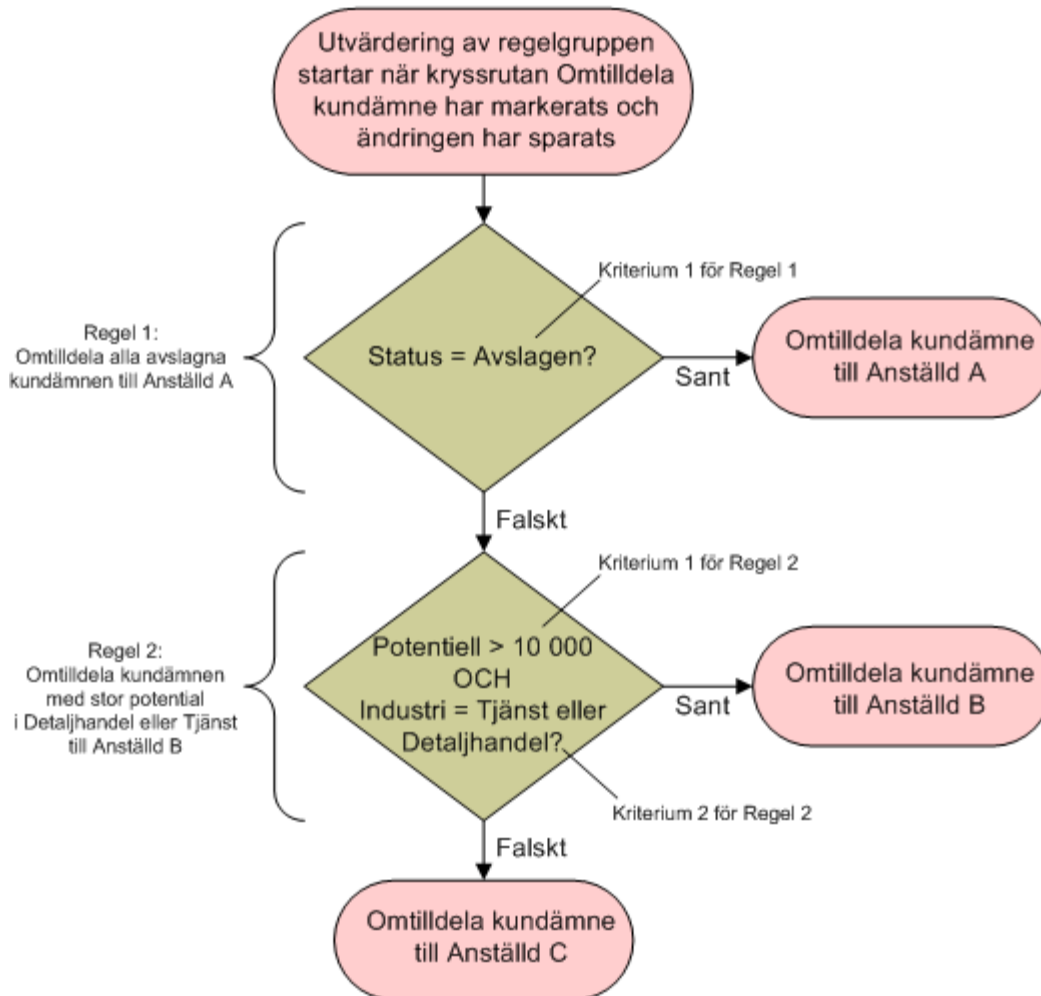 Utvärdering av regelgruppen
startar när kryssrutan Omtilldela
kundämne har markerats och
ändringen har sparats
Kriterium 1 för Regel 1
Regel 1:
Omtilldela alla avslagna
kundämnen till Anställd A
Status = Avslagen?
Sant
Omtilldela kundämne
till Anställd A
Falskt
Kriterium 1 för Regel 2
Regel 2:
Omtilldela kundämnen
med stor potential
i Detaljhandel eller Tjänst
till Anställd B
Potentiell > 10 000
OCH
Industri = Tjänst eller
Detaljhandel?
Sant
Omtilldela kundämne
till Anställd B
Kriterium 2 för Regel 2
Falskt
Omtilldela kundämne
till Anställd C